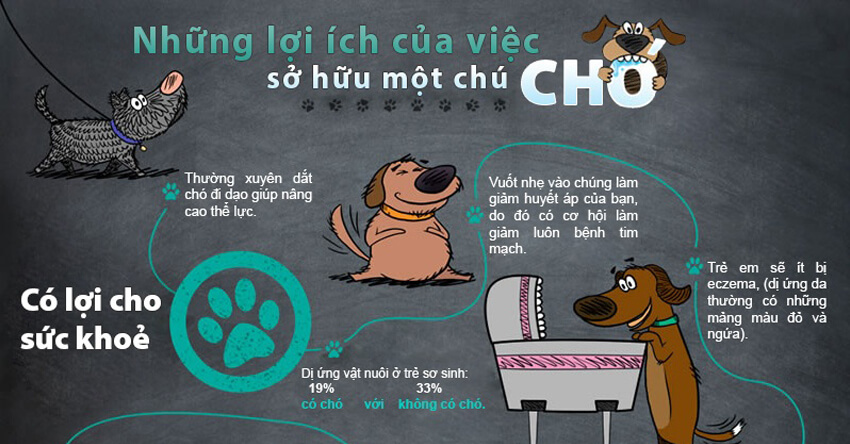 Những lợi ích của việc
sở hữu một chú CHÓ
Thường xuyên dắt
chó đi dạo giúp nâng
cao thể lực.
Vuốt nhẹ vào chúng làm
giảm huyết áp của bạn,
do đó có cơ hội làm
giảm luôn bệnh tim
mạch.
Trẻ em sẽ ít bị
eczema, (dị ứng da
thường có những
mảng màu đỏ và
ngứa).
Có lợi cho
sức khoẻ
Dị ứng vật nuôi ở trẻ sơ sinh:
19% 33%
có chó với không có chó.